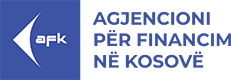 afk
AGJENCIONI
PËR FINANCIM
NË KOSOVË